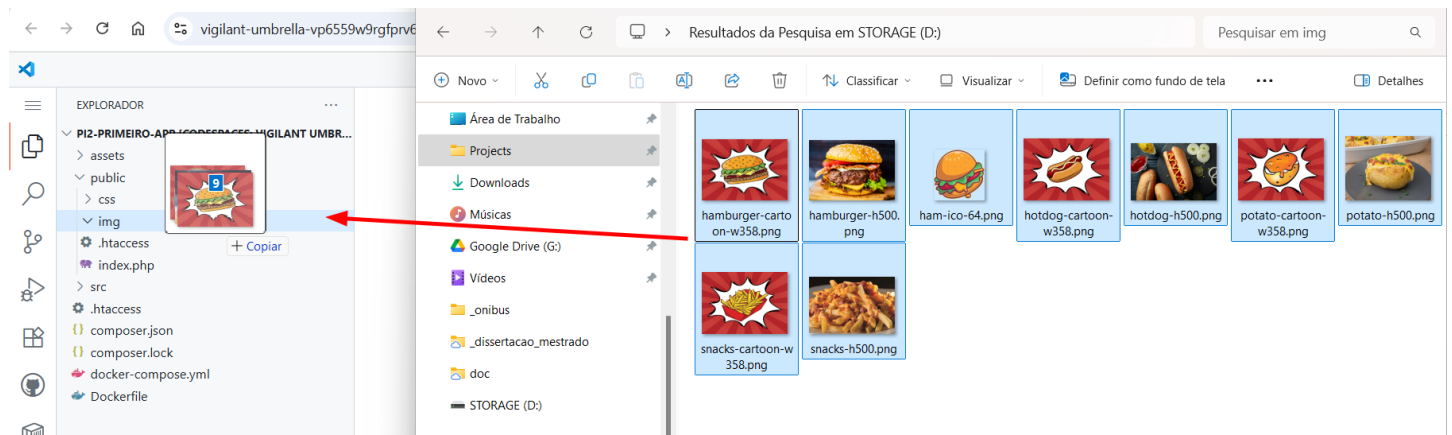 vigilant-umbrella-vp6559w9rgfprv6
EXPLORADOR
PI2-PRIMEIRO-APP (CODESPACES: VIGILANT UMBR...
assets
public
css
img
.htaccess
index.php
src
.htaccess
composer.json
composer.lock
docker-compose.yml
Dockerfile
9
+ Copiar
Resultados da Pesquisa em STORAGE (D:)
Pesquisar em img
Novo
Classificar
Visualizar
Definir como fundo de tela
Detalhes
Área de Trabalho
Projects
Downloads
Músicas
Google Drive (G:)
Vídeos
_onibus
_dissertacao_mestrado
doc
STORAGE (D:)
hamburger-carto
on-w358.png
hamburger-h500.
png
ham-ico-64.png
hotdog-cartoon-
w358.png
hotdog-h500.png
potato-cartoon-
w358.png
potato-h500.png
snacks-cartoon-w
358.png
snacks-h500.png